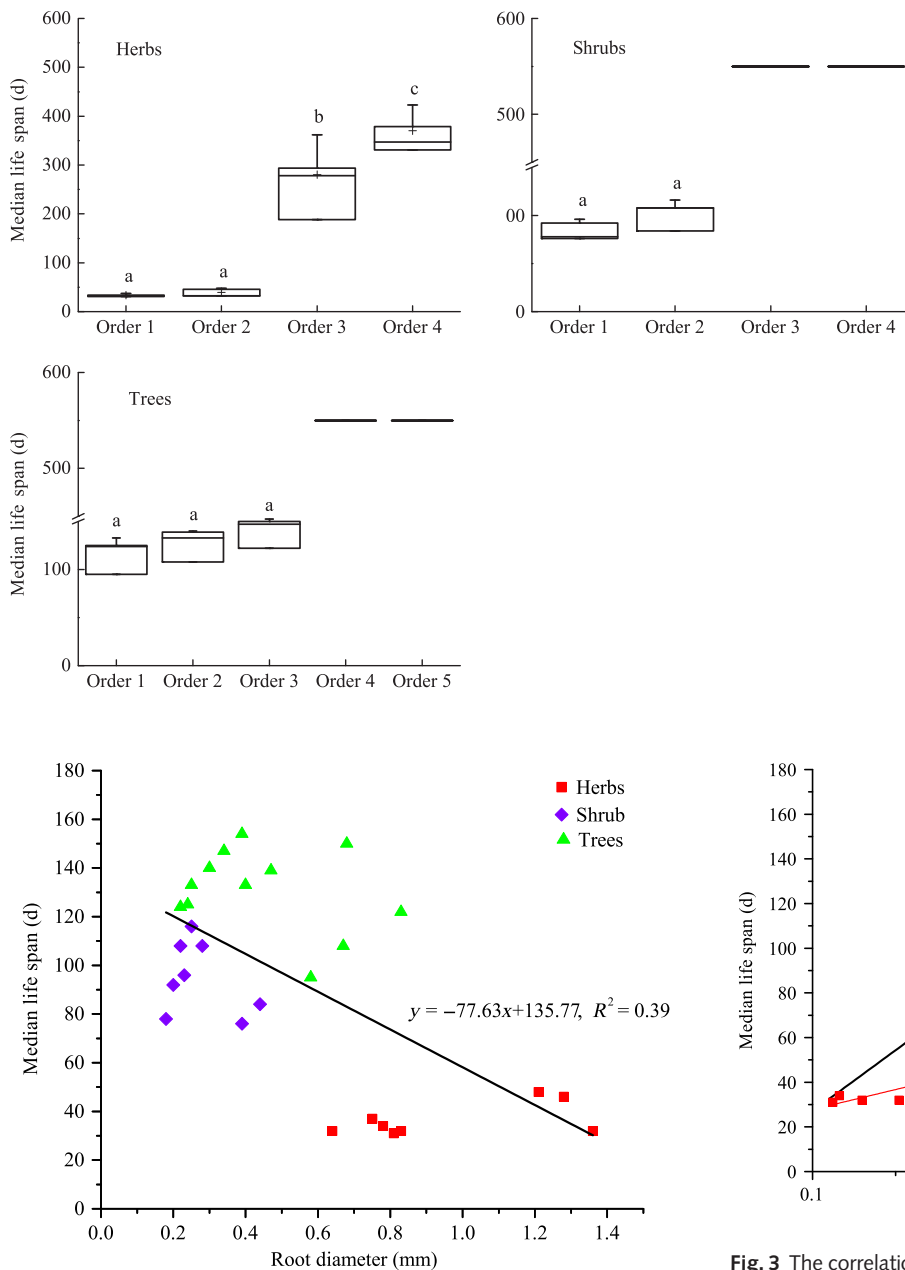 Herbs
Median life span (d)
600
500
400
300
200
100
0
a
a
b
c
Order 1 Order 2 Order 3 Order 4
Shrubs
600
500
00
0
a
a
Order 1 Order 2 Order 3 Order 4
Trees
Median life span (d)
600
500
100
0
a
a
a
Order 1 Order 2 Order 3 Order 4 Order 5
Median life span (d)
180
160
140
120
100
80
60
40
20
0
Herbs
Shrub
Trees
y = −77.63x+135.77, R² = 0.39
0.0 0.2 0.4 0.6 0.8 1.0 1.2 1.4
Root diameter (mm)
Median life span (d)
180
160
140
120
100
80
60
40
20
0
0.1
Fig. 3 The correlatio